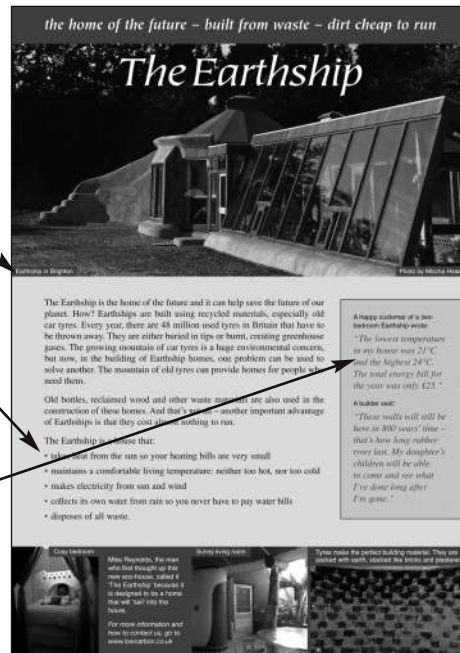 the home of the future – built from waste – dirt cheap to run
The Earthship
Earthship in Brighton
Photo by Mischa
The Earthship is the home of the future and it can help save the future of our
planet. How? Earthships are built using recycled materials, especially old
car tyres. Every year, there are 48 million used tyres in Britain that have to
be thrown away. They are either buried in tips or burnt, creating greenhouse
gases. The growing mountain of car tyres is a huge environmental concern,
but now, in the building of Earthship homes, one problem can be used to
solve another. The mountain of old tyres can provide homes for people who
need them.
Old bottles, reclaimed wood and other waste materials are also used in the
construction of these homes. And that's not all – another important advantage
of Earthships is that they cost almost nothing to run.
The Earthship is a house that:
• takes heat from the sun so your heating bills are very small
• maintains a comfortable living temperature: neither too hot, nor too cold
• makes electricity from sun and wind
• collects its own water from rain so you never have to pay water bills
• disposes of all waste.
A happy customer of a two-
bedroom Earthship wrote:
"The lowest temperature
in my house was 21°C
and the highest 24°C.
The total energy bill for
the year was only £25."
A builder said:
"These walls will still be
here in 800 years' time –
that's how long rubber
tyres last. My daughter's
children will be able
to come and see what
I've done long after
I'm gone."
Cosy bedroom
Mike Reynolds, the man
who first thought up this
new eco-house, called it
'The Earthship' because it
is designed to be a home
that will 'sail' into the
future.
For more information and
how to contact us, go to
www.lowcarbon.co.uk
Sunny living room
Tyres make the perfect building material. They are
packed with earth, stacked like bricks and plastered